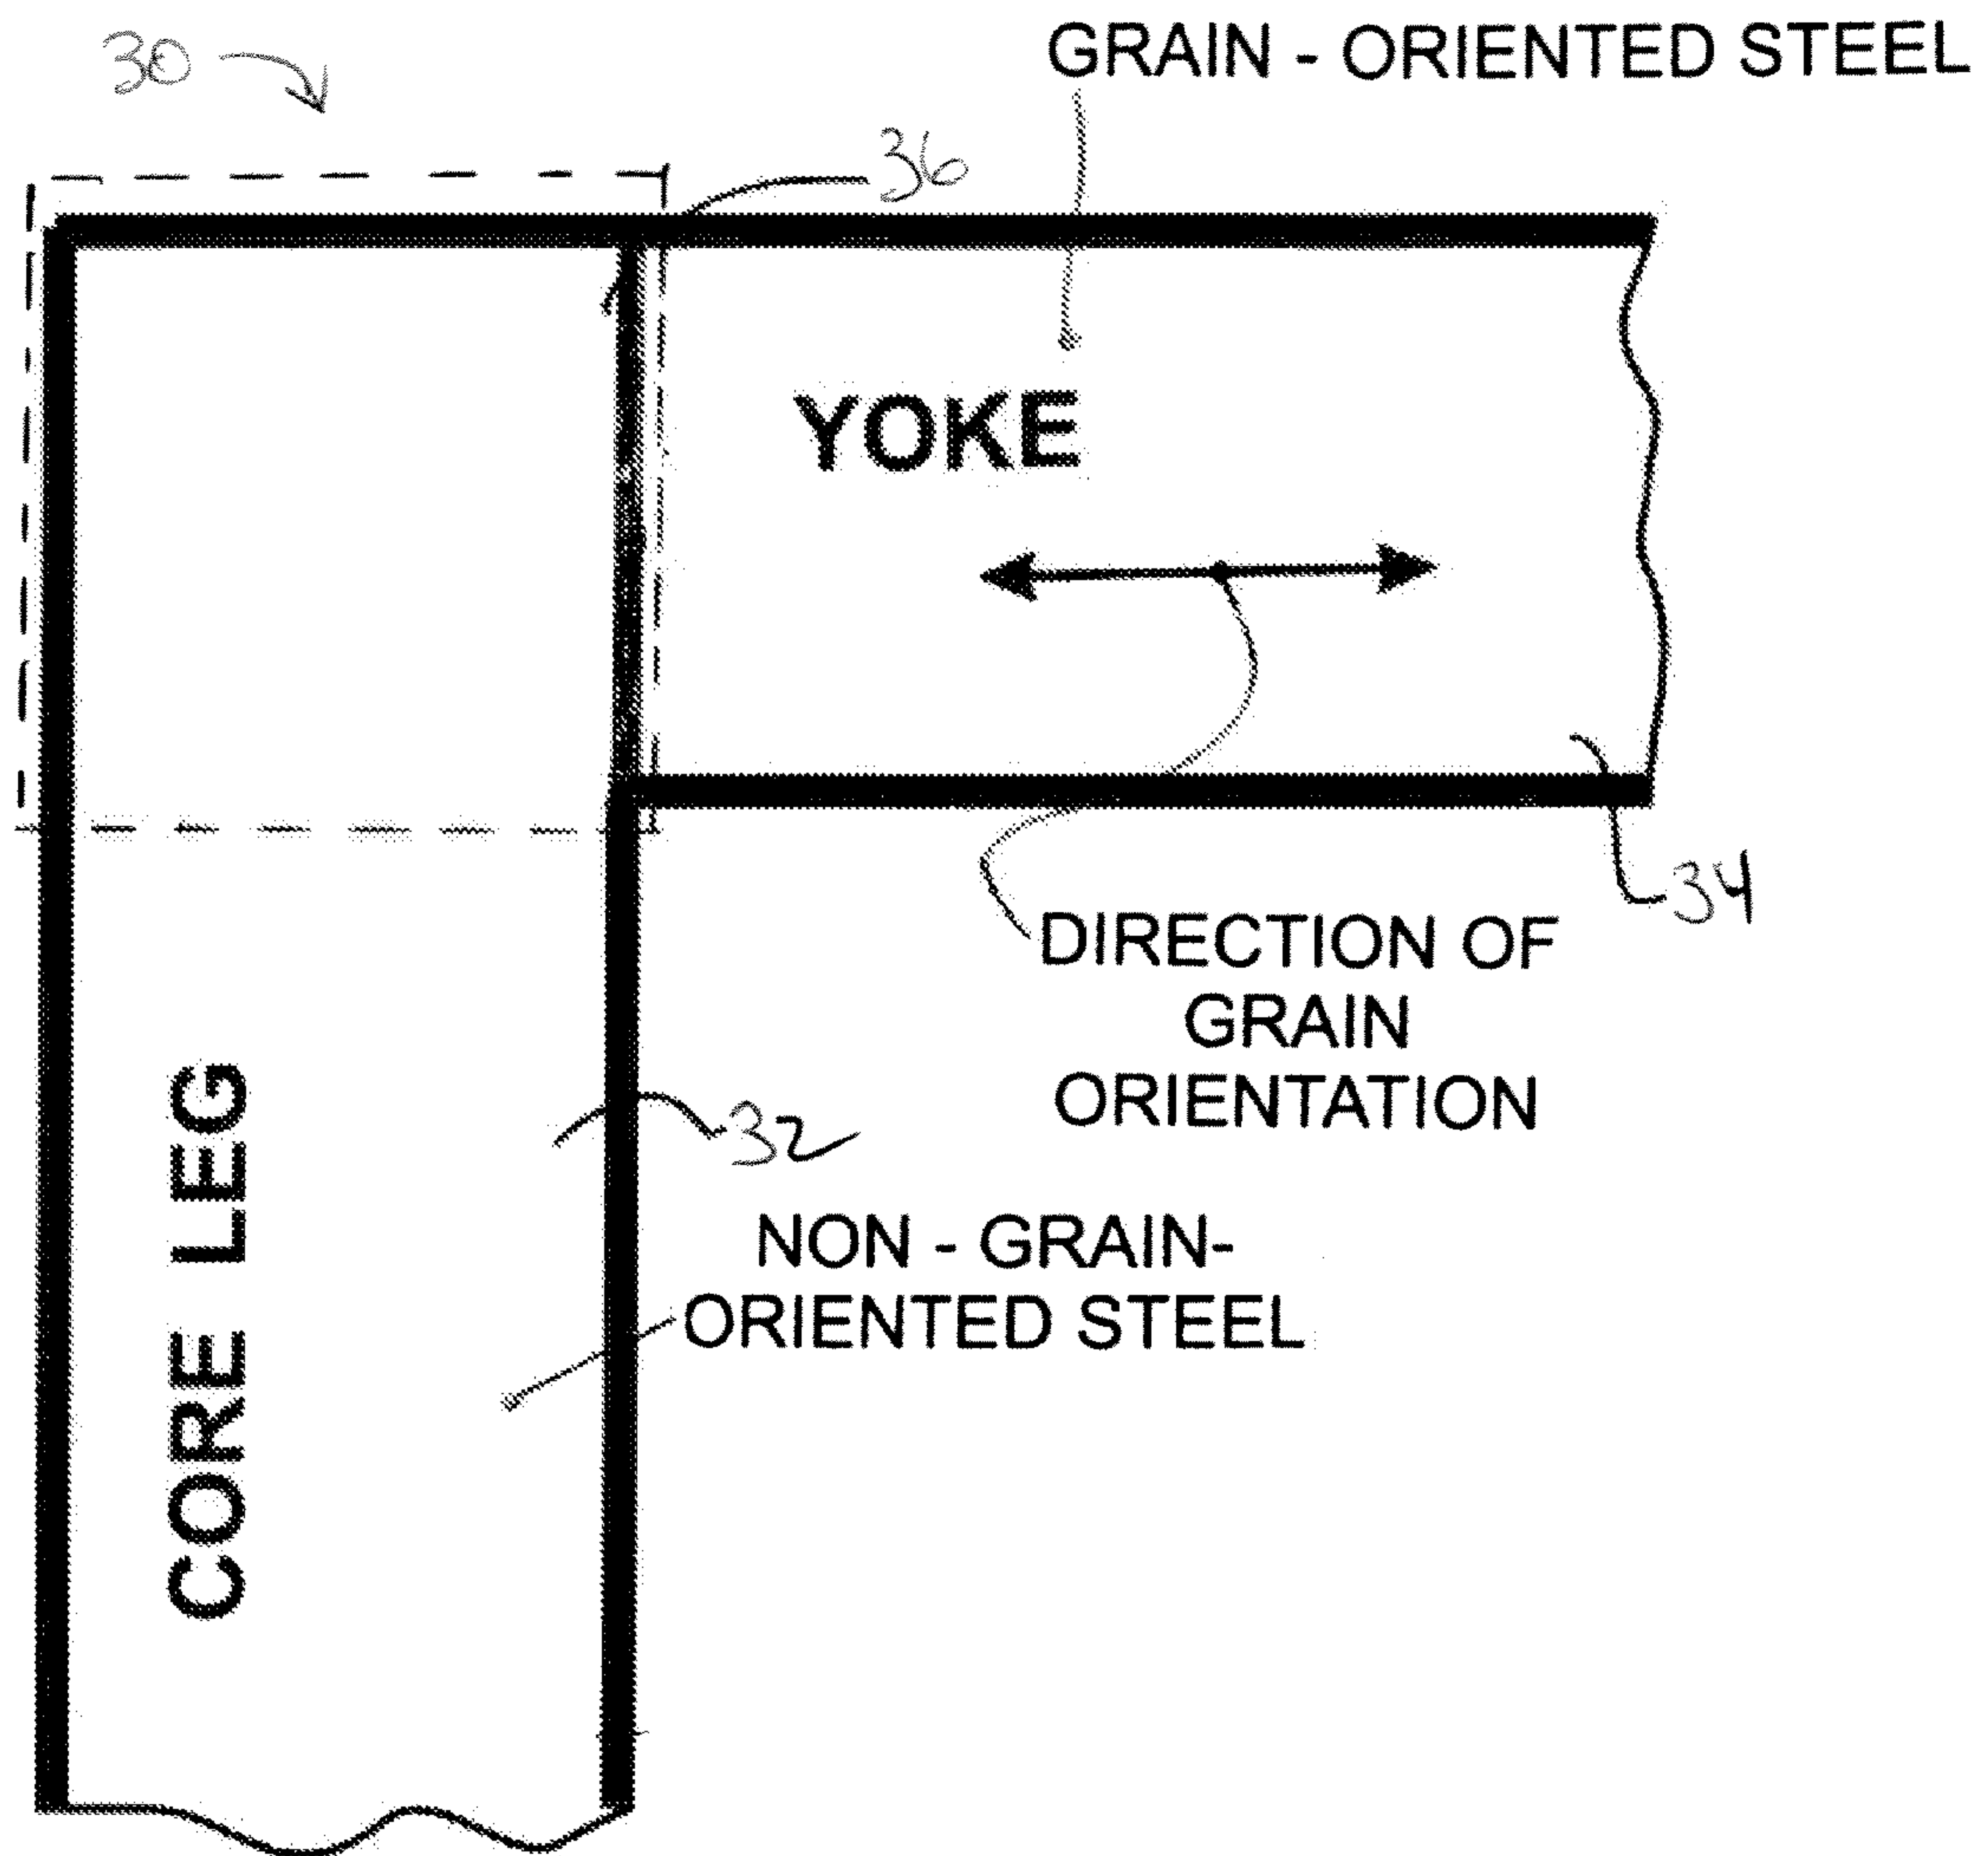 30
GRAIN - ORIENTED STEEL
36
YOKE
34
DIRECTION OF
GRAIN
ORIENTATION
32
NON - GRAIN-
ORIENTED STEEL
CORE LEG